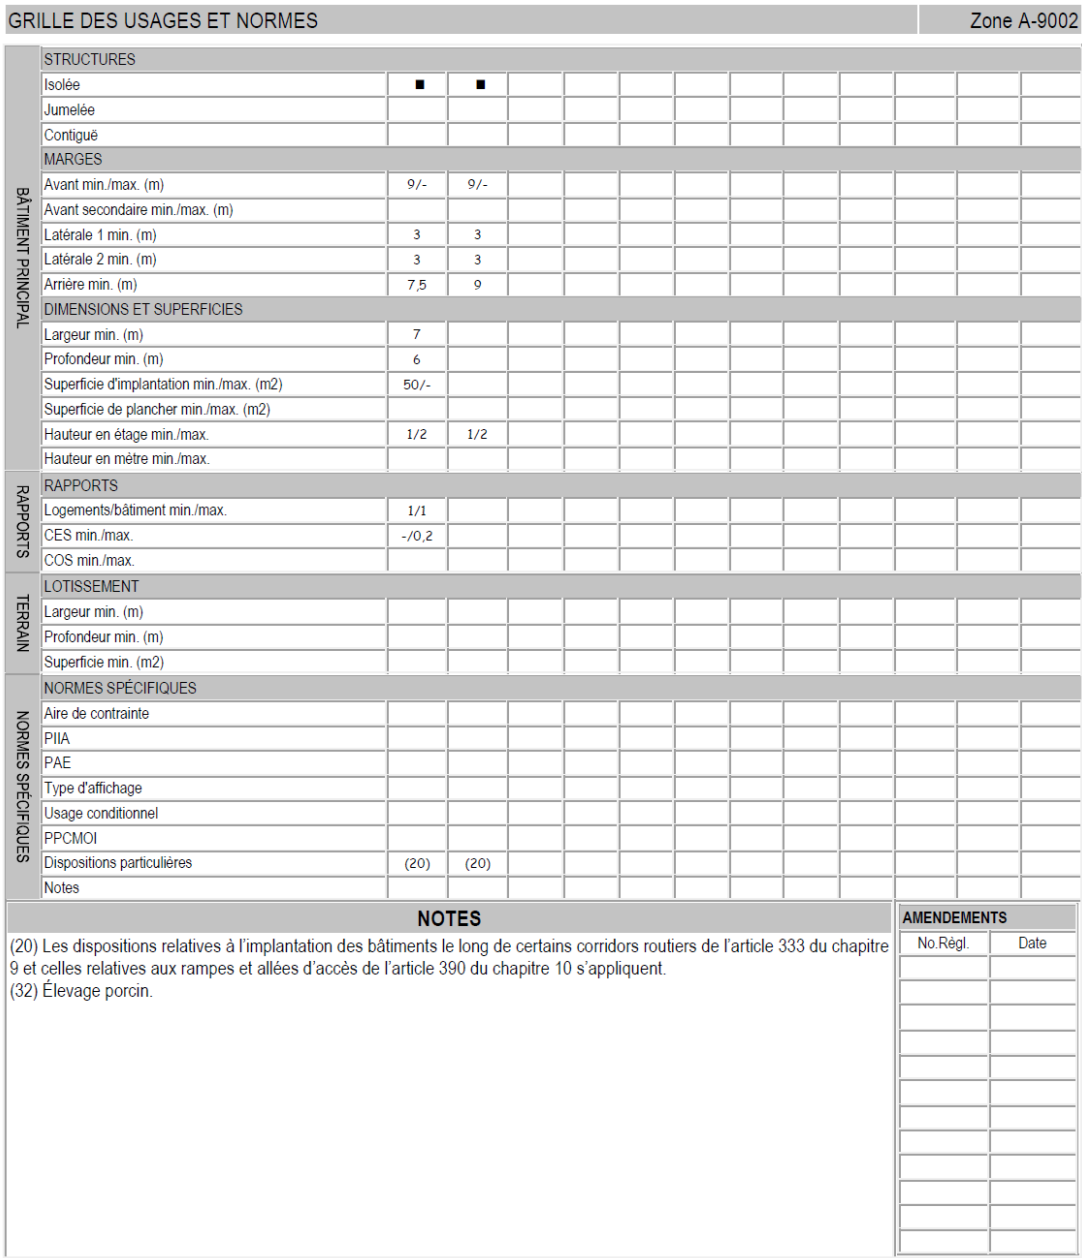 GRILLE DES USAGES ET NORMES Zone A-9002
BÂTIMENT PRINCIPAL
STRUCTURES
Isolée ■ ■
Jumelée
Contiguë
MARGES
Avant min./max. (m) 9/- 9/-
Avant secondaire min./max. (m)
Latérale 1 min. (m) 3 3
Latérale 2 min. (m) 3 3
Arrière min. (m) 7,5 9
DIMENSIONS ET SUPERFICIES
Largeur min. (m) 7
Profondeur min. (m) 6
Superficie d'implantation min./max. (m2) 50/-
Superficie de plancher min./max. (m2)
Hauteur en étage min./max. 1/2 1/2
Hauteur en mètre min./max.
RAPPORTS
RAPPORTS
Logements/bâtiment min./max. 1/1
CES min./max. -/0,2
COS min./max.
TERRAIN
LOTISSEMENT
Largeur min. (m)
Profondeur min. (m)
Superficie min. (m2)
NORMES SPÉCIFIQUES
NORMES SPÉCIFIQUES
Aire de contrainte
PIIA
PAE
Type d'affichage
Usage conditionnel
PPCMOI
Dispositions particulières (20) (20)
Notes
NOTES
(20) Les dispositions relatives à l'implantation des bâtiments le long de certains corridors routiers de l'article 333 du chapitre
9 et celles relatives aux rampes et allées d'accès de l'article 390 du chapitre 10 s'appliquent.
(32) Élevage porcin.
AMENDEMENTS
No.Règl. Date